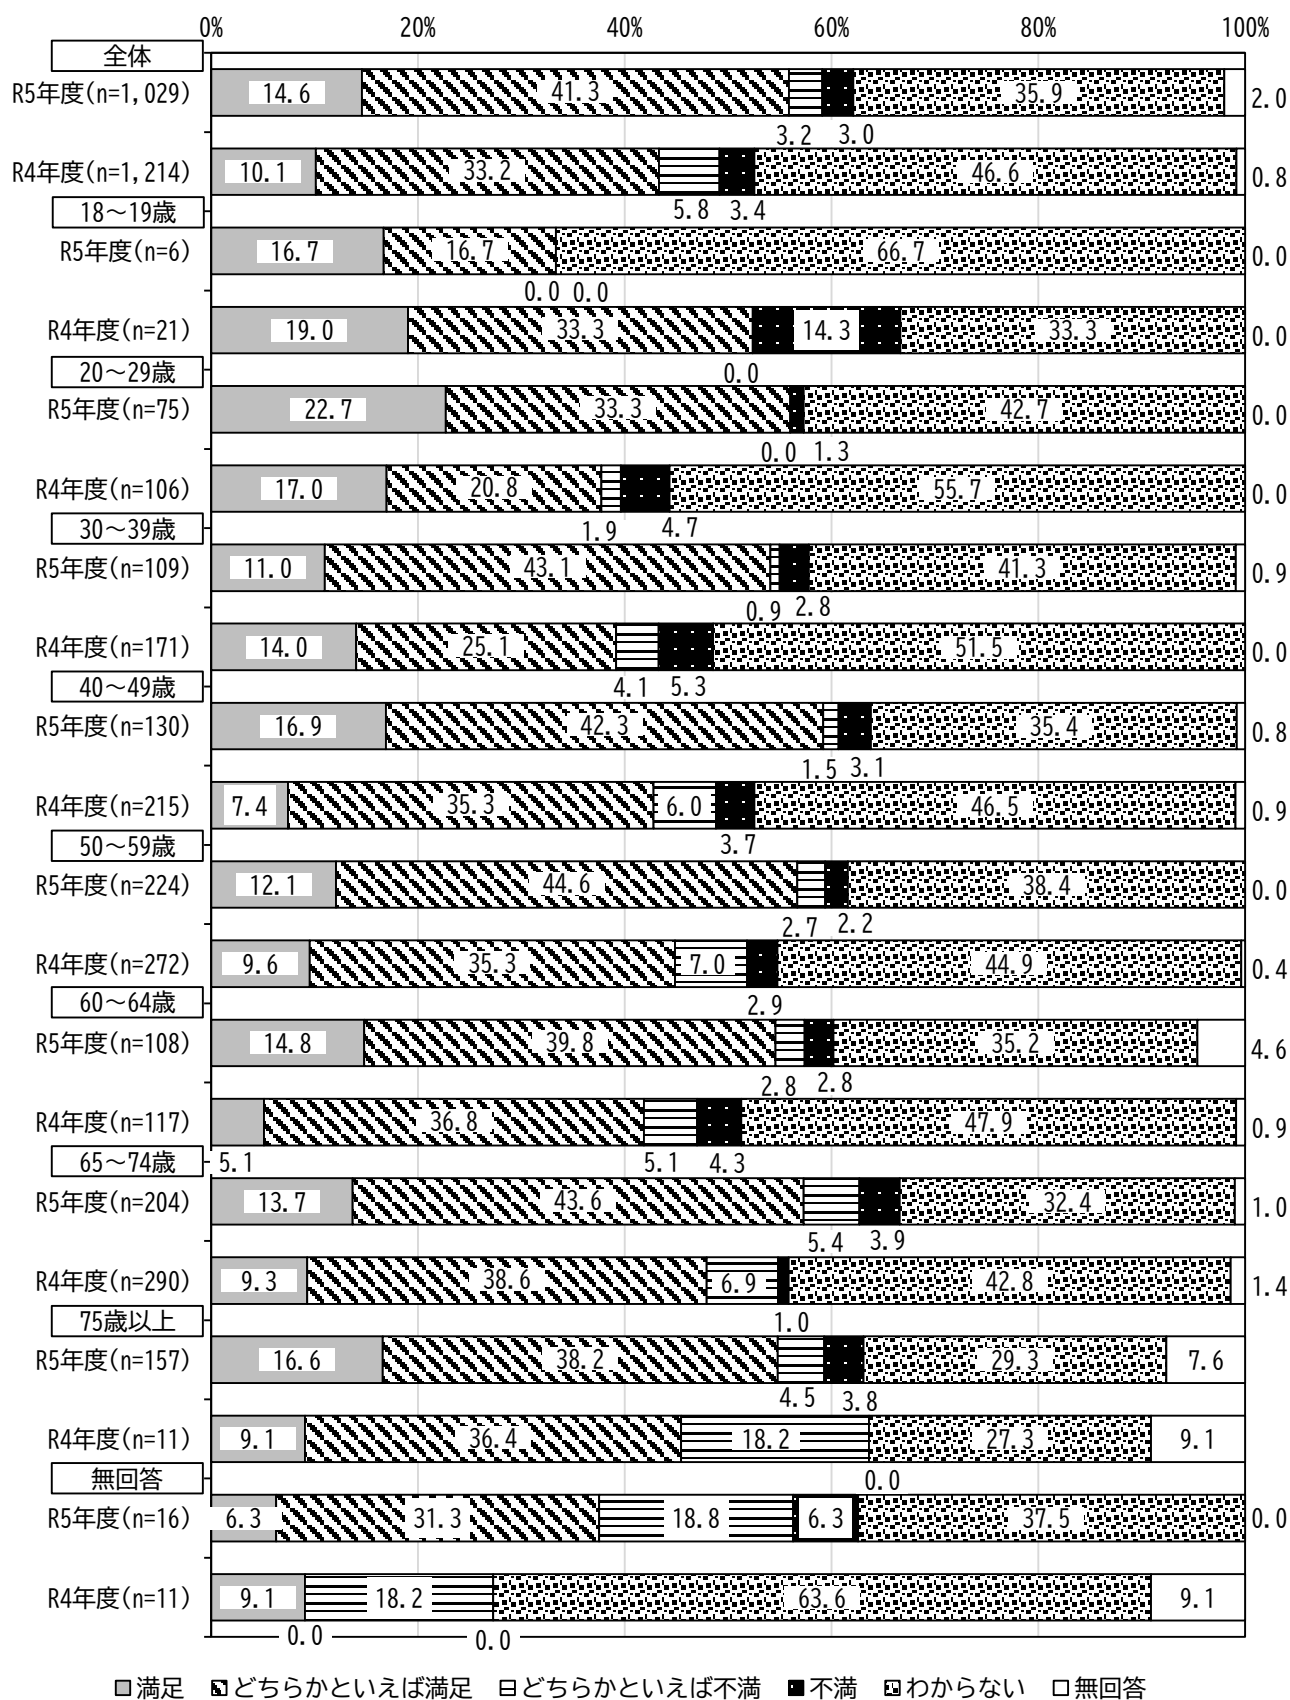 0% 20% 40% 60% 80% 100%
全体
R5年度(n=1,029) 14.6 41.3 35.9 2.0
3.2 3.0
R4年度(n=1,214) 10.1 33.2 46.6 0.8
5.8 3.4
18～19歳
R5年度(n=6) 16.7 16.7 66.7 0.0
0.0 0.0
R4年度(n=21) 19.0 33.3 14.3 33.3 0.0
0.0
20～29歳
R5年度(n=75) 22.7 33.3 42.7 0.0
0.0 1.3
R4年度(n=106) 17.0 20.8 55.7 0.0
1.9 4.7
30～39歳
R5年度(n=109) 11.0 43.1 41.3 0.9
0.9 2.8
R4年度(n=171) 14.0 25.1 51.5 0.0
4.1 5.3
40～49歳
R5年度(n=130) 16.9 42.3 35.4 0.8
1.5 3.1
R4年度(n=215) 7.4 35.3 6.0 46.5 0.9
3.7
50～59歳
R5年度(n=224) 12.1 44.6 38.4 0.0
2.7 2.2
R4年度(n=272) 9.6 35.3 7.0 44.9 0.4
2.9
60～64歳
R5年度(n=108) 14.8 39.8 35.2 4.6
2.8 2.8
R4年度(n=117) 36.8 47.9 0.9
65～74歳 5.1 5.1 4.3
R5年度(n=204) 13.7 43.6 32.4 1.0
5.4 3.9
R4年度(n=290) 9.3 38.6 6.9 42.8 1.4
1.0
75歳以上
R5年度(n=157) 16.6 38.2 29.3 7.6
4.5 3.8
R4年度(n=11) 9.1 36.4 18.2 27.3 9.1
0.0
無回答
R5年度(n=16) 6.3 31.3 18.8 6.3 37.5 0.0
R4年度(n=11) 9.1 18.2 63.6 9.1
0.0 0.0
満足 どちらかといえば満足 どちらかといえば不満 不満 わからない 無回答